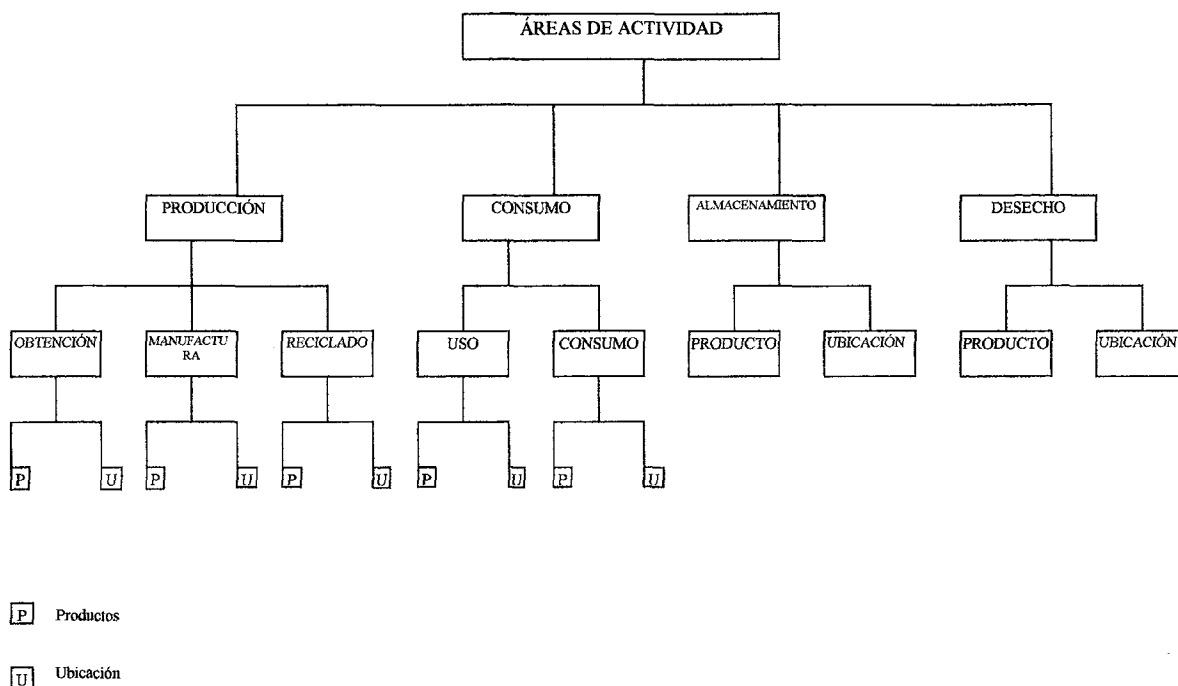 ÁREAS DE ACTIVIDAD
PRODUCCIÓN
CONSUMO
ALMACENAMIENTO
DESECHO
OBTENCIÓN
MANUFACTU
RA
RECICLADO
USO
CONSUMO
PRODUCTO
UBICACIÓN
PRODUCTO
UBICACIÓN
P
U
P
U
P
U
P
U
P
U
P Productos
U Ubicación